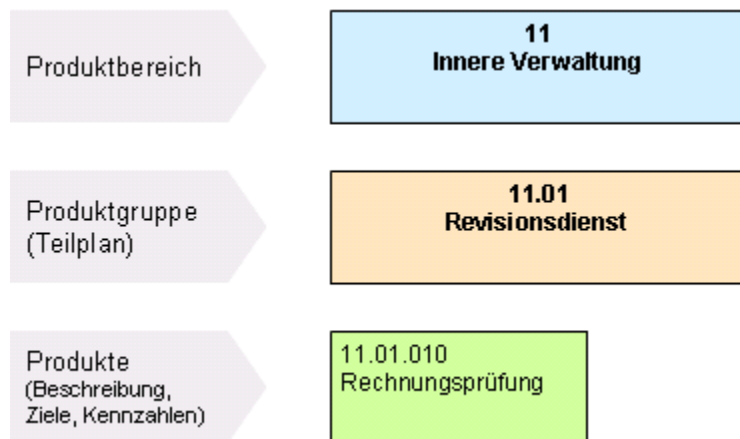 Produktbereich
11
Innere Verwaltung
Produktgruppe
(Teilplan)
11.01
Revisionsdienst
Produkte
(Beschreibung,
Ziele, Kennzahlen)
11.01.010
Rechnungsprüfung